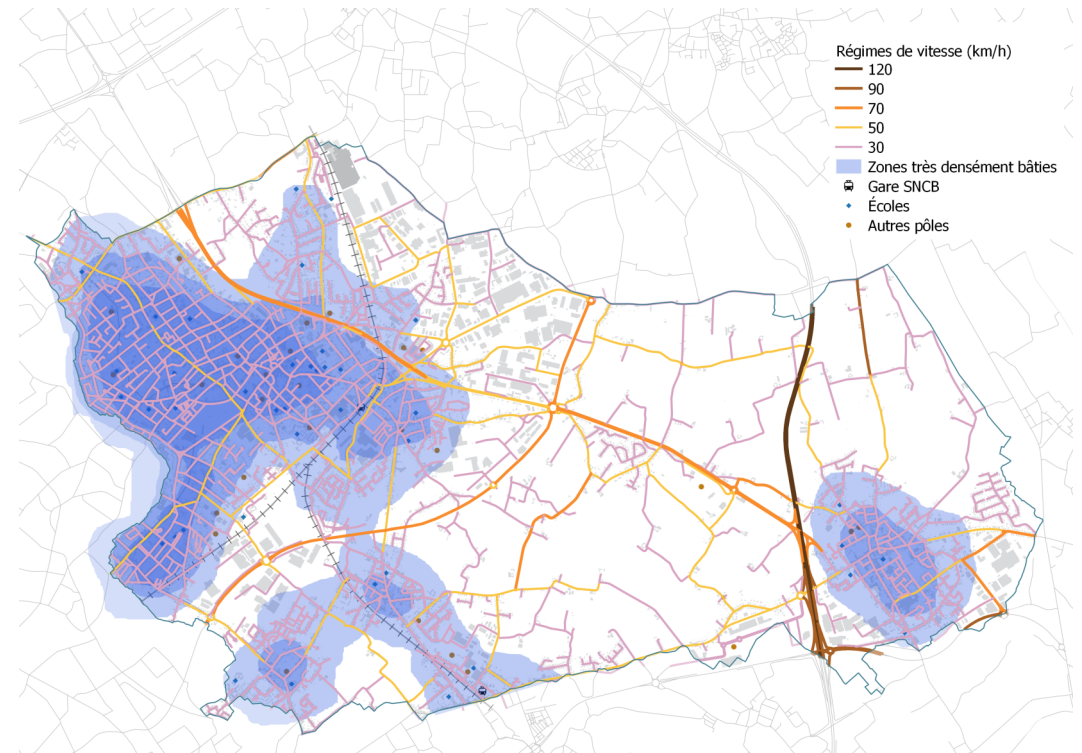 Régimes de vitesse (km/h)
120
90
70
50
30
Zones très densément bâties
Gare SNCB
Écoles
Autres pôles